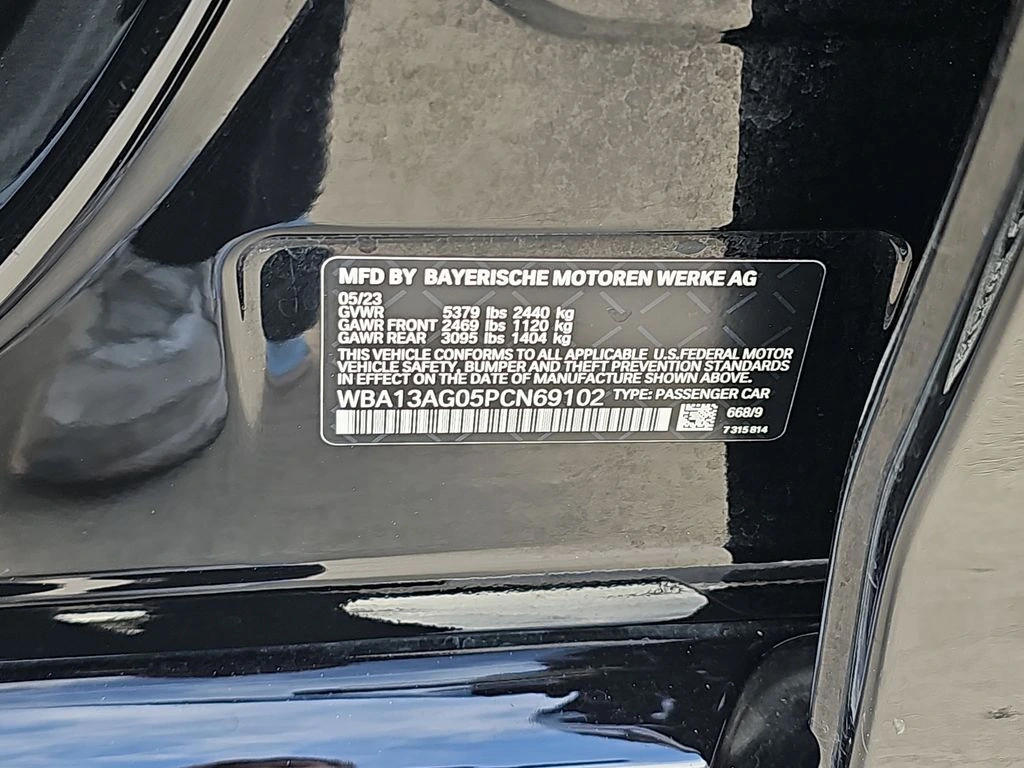 MFD BY BAYERISCHE MOTOREN WERKE AG
05/23
GVWR 5379 lbs 2440 kg
GAWR FRONT 2469 lbs 1120 kg
GAWR REAR 3095 lbs 1404 kg
THIS VEHICLE CONFORMS TO ALL APPLICABLE U.S.FEDERAL MOTOR
VEHICLE SAFETY, BUMPER AND THEFT PREVENTION STANDARDS
IN EFFECT ON THE DATE OF MANUFACTURE SHOWN ABOVE.
WBA13AG05PCN69102 TYPE: PASSENGER CAR
668/9
7 315 814